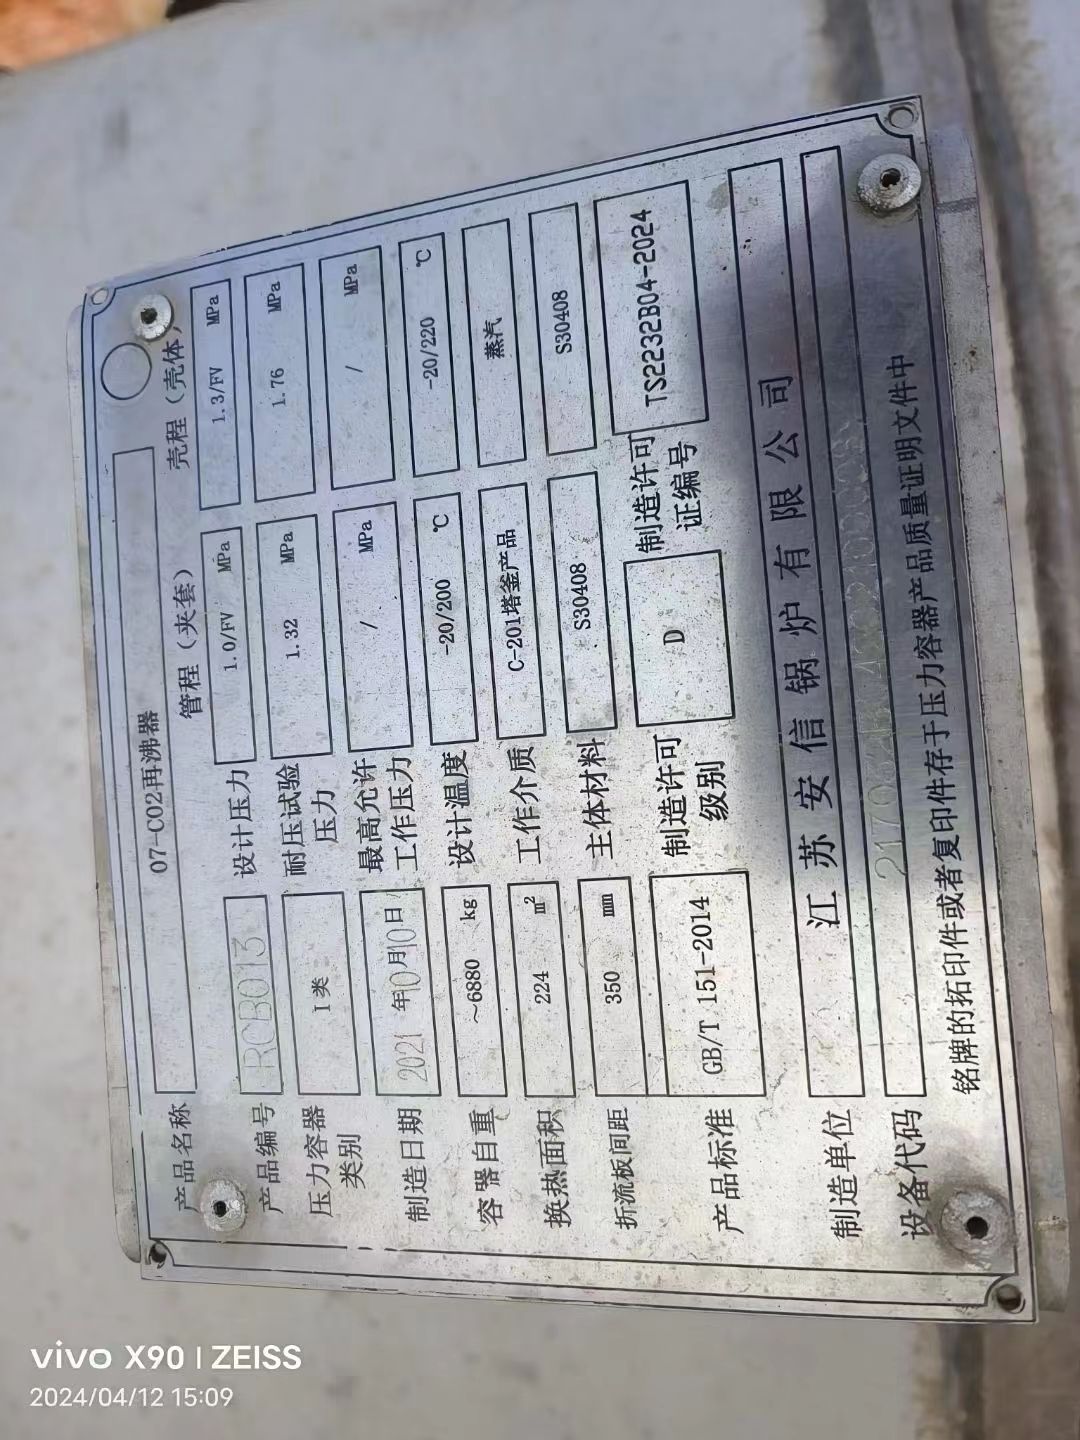 产品名称 07-C02再沸器
管程（夹套） 壳程（壳体）
产品编号 RCB013 设计压力 1.0/FV MPa 1.3/FV MPa
压力容器类别 I 类 耐压试验压力 1.32 MPa 1.76 MPa
制造日期 2021 年10月10日 最高允许工作压力 / MPa / MPa
容器自重 ~6880 kg 设计温度 -20/200 ℃ -20/220 ℃
换热面积 224 m² 工作介质 C-201塔釜产品 蒸汽
折流板间距 350 mm 主体材料 S30408 S30408
产品标准 GB/T 151-2014 制造许可级别 D 制造许可证编号 TS2232B04-2024
制造单位 江苏安信锅炉有限公司
设备代码
铭牌的拓印件或者复印件存于压力容器产品质量证明文件中
vivo X90 | ZEISS
2024/04/12 15:09